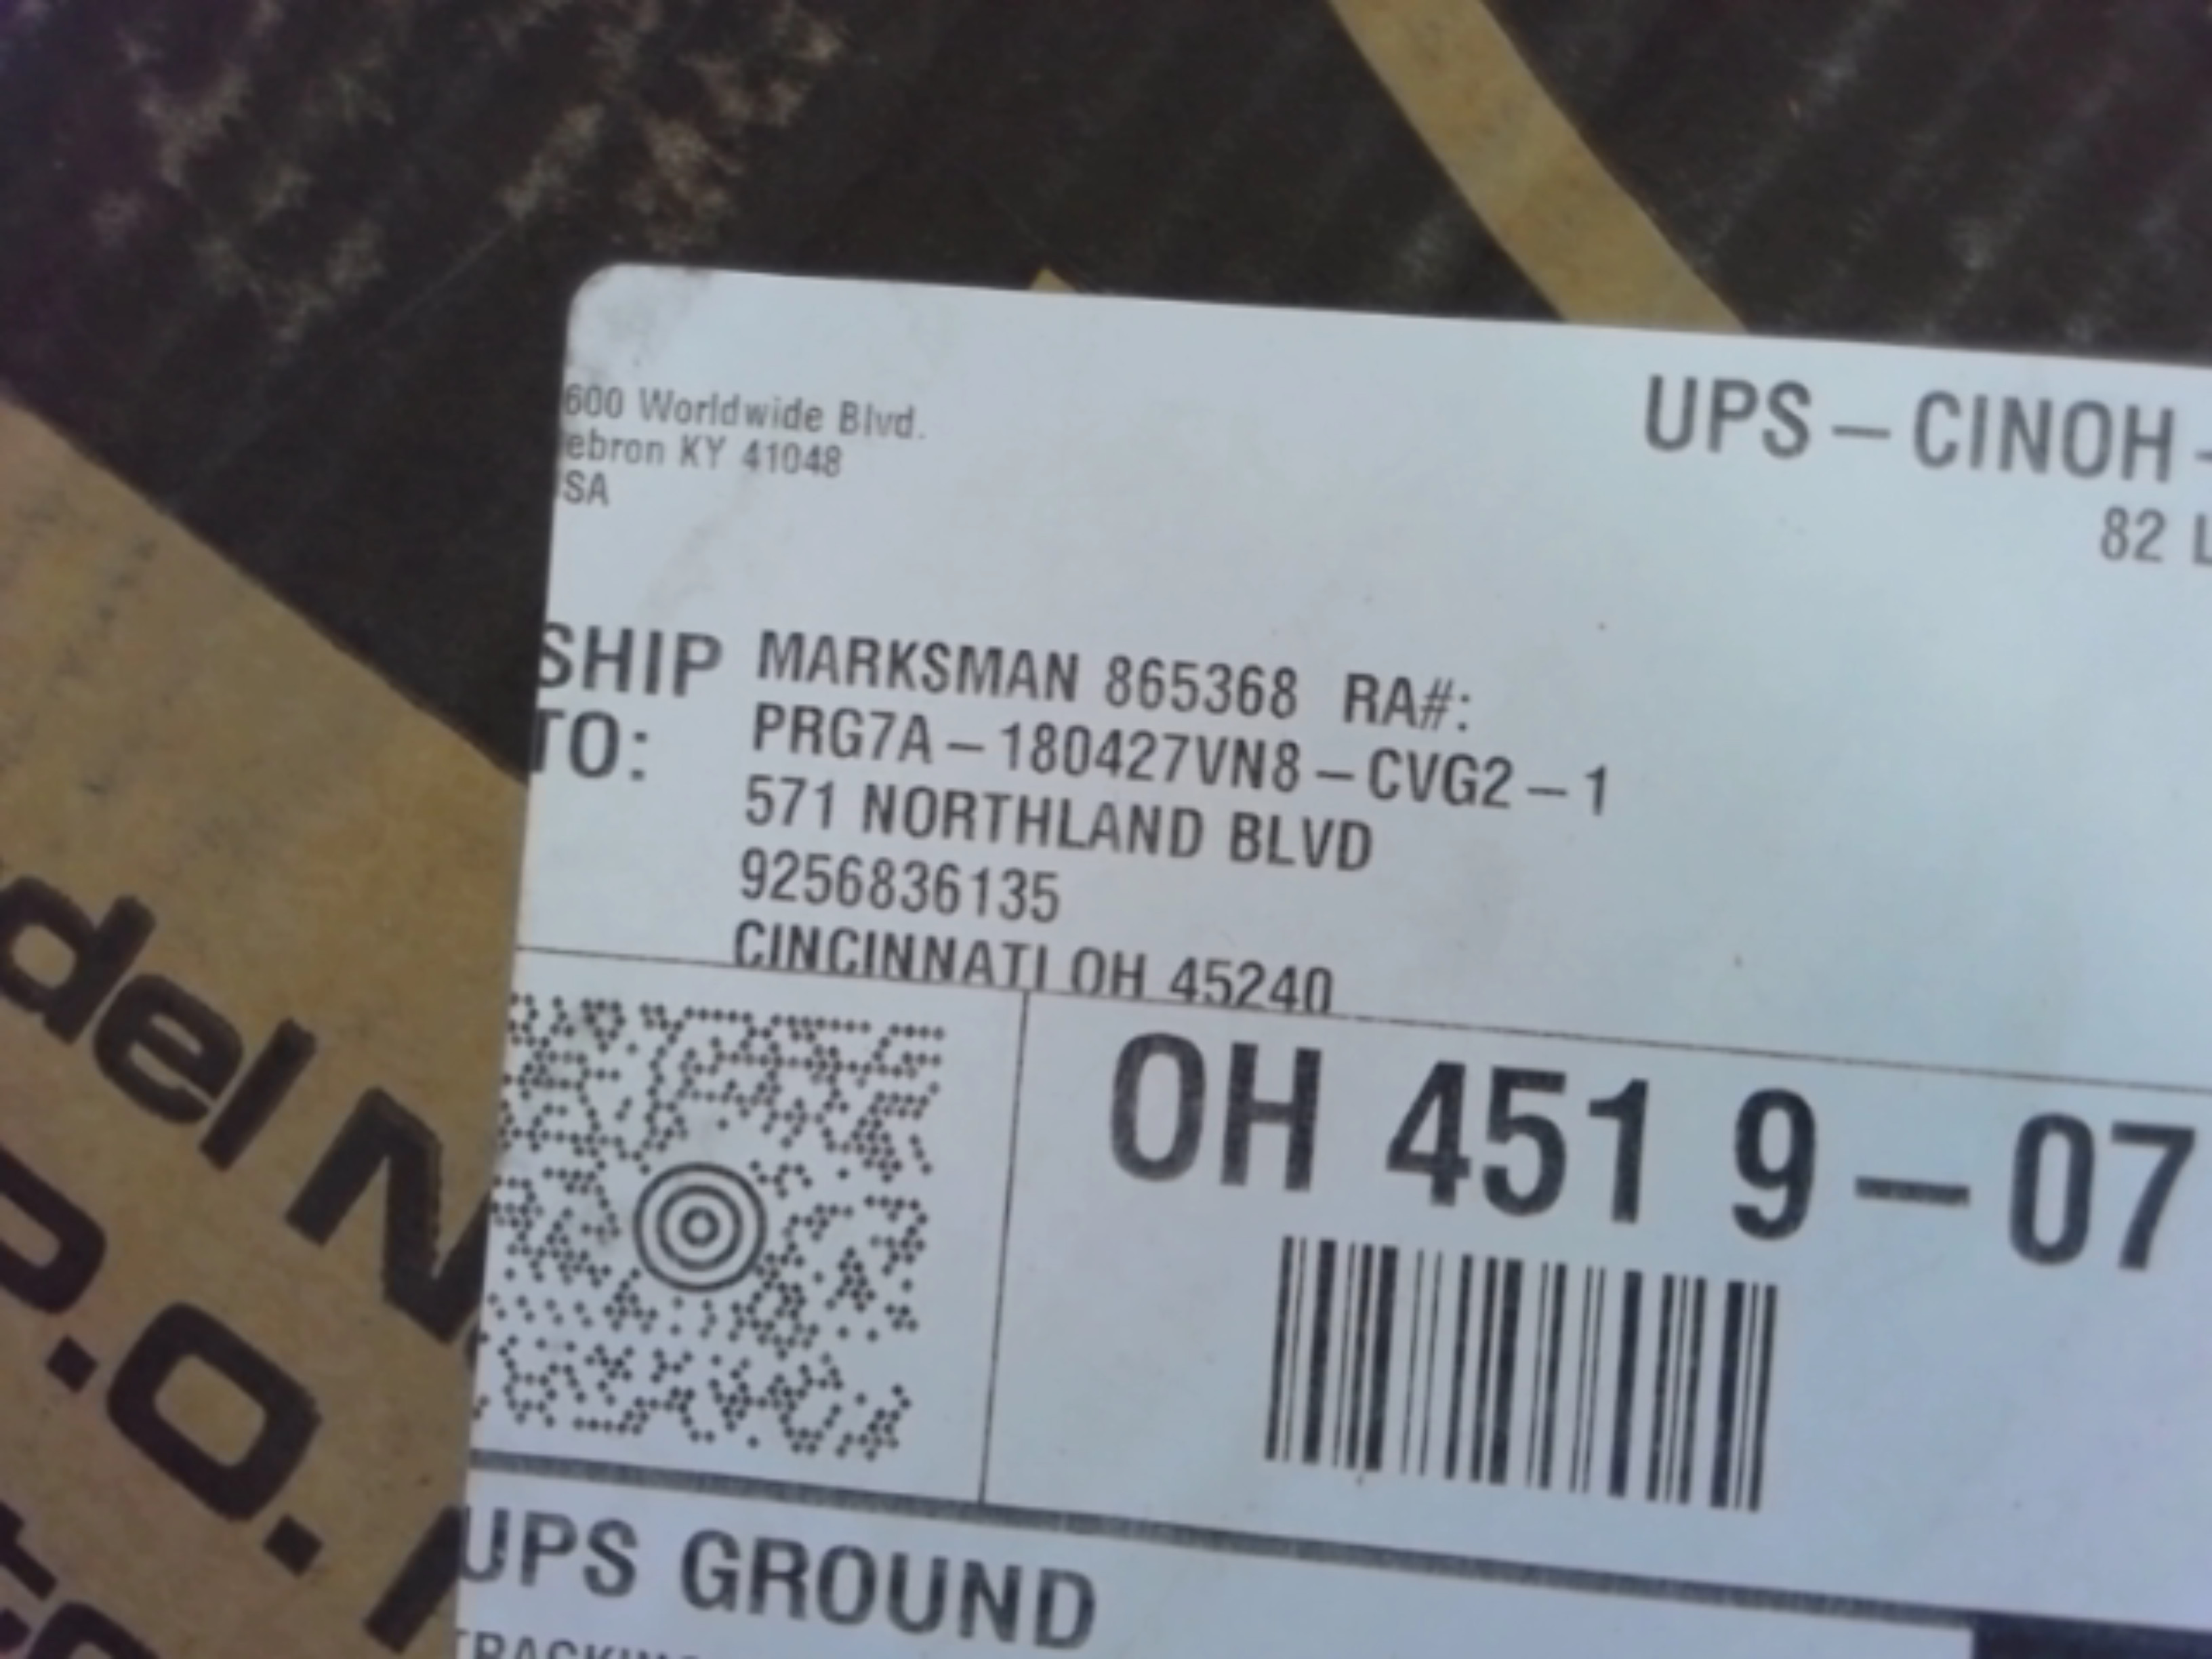 600 Worldwide Blvd.
ebron KY 41048
SA
UPS – CINOH -
82 L
SHIP TO:
MARKSMAN 865368 RA#:
PRG7A – 180427VN8 – CVG2 – 1
571 NORTHLAND BLVD
9256836135
CINCINNATI OH 45240
OH 451 9 – 07
UPS GROUND
TRACKING
del N
P.O.